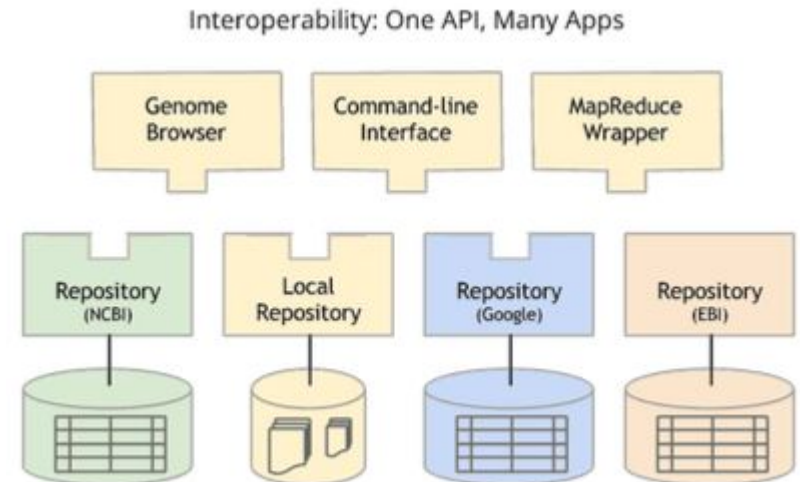 Interoperability: One API, Many Apps
Genome
Browser
Command-line
Interface
MapReduce
Wrapper
Repository
(NCBI)
Local
Repository
Repository
(Google)
Repository
(EBI)